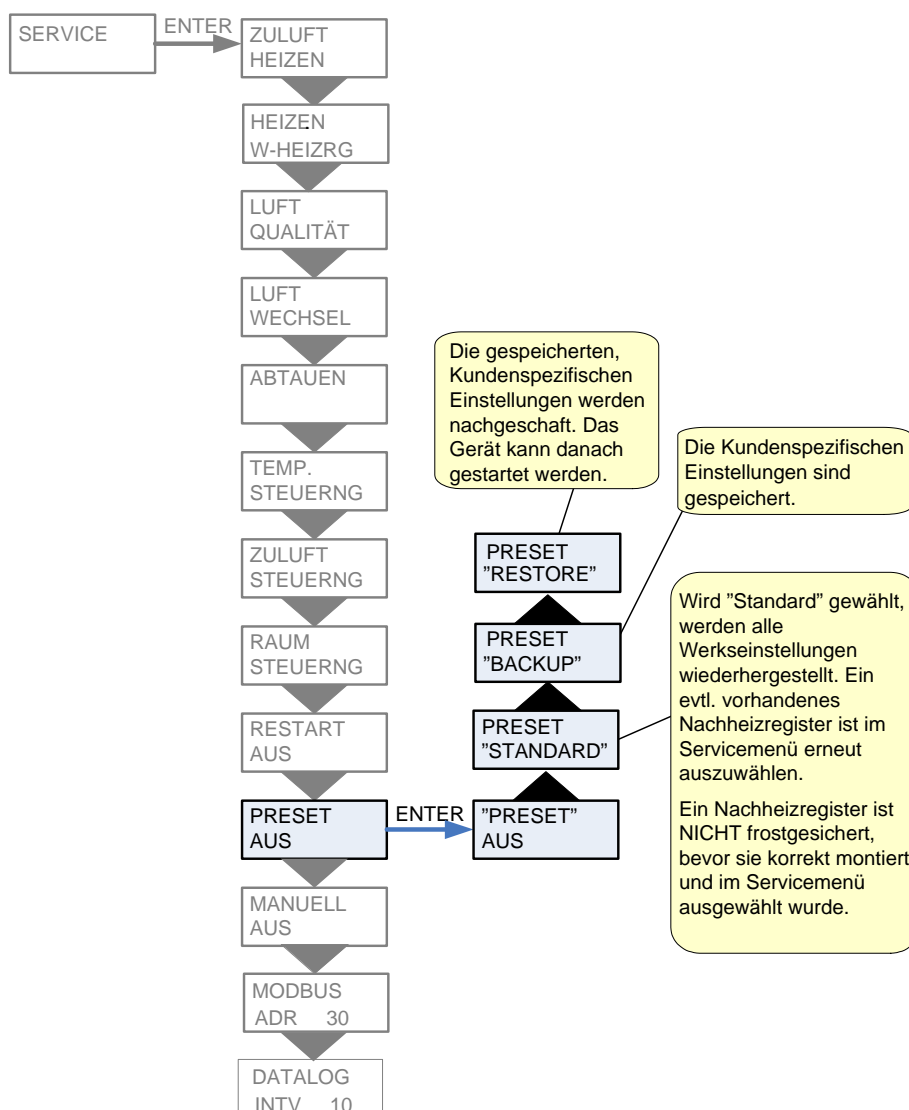 SERVICE
ENTER
ZULUFT
HEIZEN
HEIZEN
W-HEIZRG
LUFT
QUALITÄT
LUFT
WECHSEL
ABTAUEN
TEMP.
STEUERNG
ZULUFT
STEUERNG
RAUM
STEUERNG
RESTART
AUS
PRESET
AUS
ENTER
"PRESET"
AUS
PRESET
"STANDARD"
PRESET
"BACKUP"
PRESET
"RESTORE"
Die gespeicherten,
Kundenspezifischen
Einstellungen werden
nachgeschaft. Das
Gerät kann danach
gestartet werden.
Die Kundenspezifischen
Einstellungen sind
gespeichert.
Wird ”Standard" gewählt,
werden alle
Werkseinstellungen
wiederhergestellt. Ein
evtl. vorhandenes
Nachheizregister ist im
Servicemenü erneut
auszuwählen.
Ein Nachheizregister ist
NICHT frostgesichert,
bevor sie korrekt montiert
und im Servicemenü
ausgewählt wurde.
MANUELL
AUS
MODBUS
ADR 30
DATALOG
INTV. 10